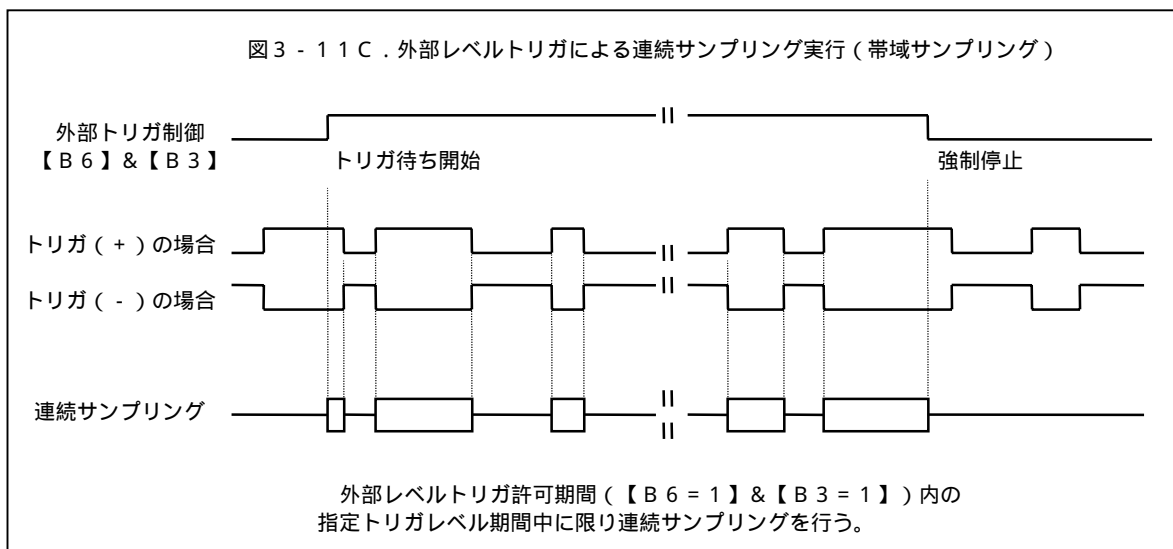 図3-11C.外部レベルトリガによる連続サンプリング実行(帯域サンプリング)
外部トリガ制御
【B6】&【B3】
トリガ待ち開始
強制停止
トリガ(+)の場合
トリガ(-)の場合
連続サンプリング
外部レベルトリガ許可期間(【B6=1】&【B3=1】)内の
指定トリガレベル期間中に限り連続サンプリングを行う。